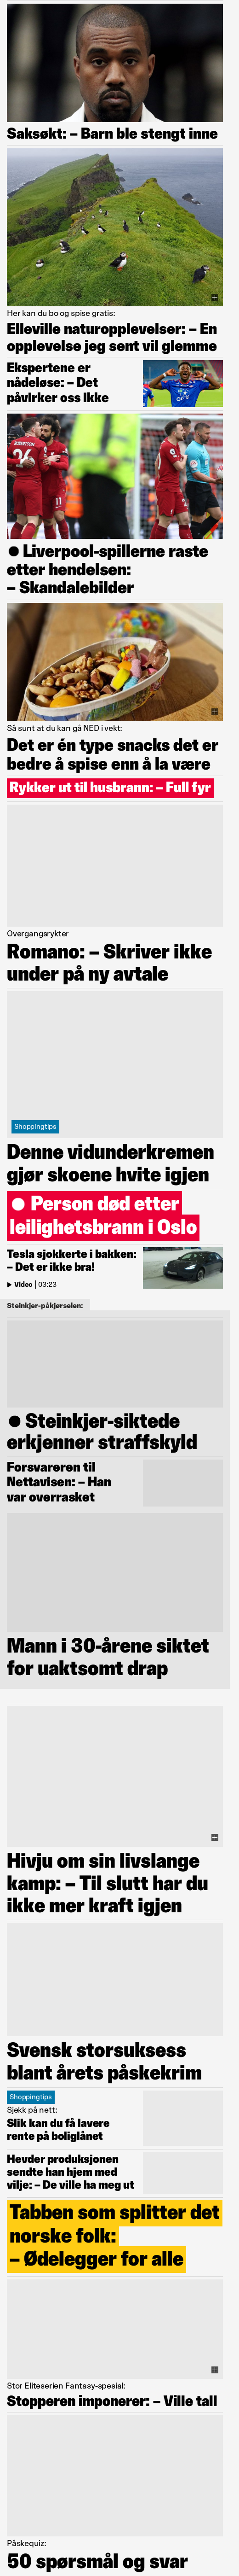 Saksøkt: – Barn ble stengt inne
Her kan du bo og spise gratis:
Elleville naturopplevelser: – En
opplevelse jeg sent vil glemme
Ekspertene er
nådeløse: – Det
påvirker oss ikke
ROBERTSON
26
11
● Liverpool-spillerne raste
etter hendelsen:
– Skandalebilder
Så sunt at du kan gå NED i vekt:
Det er én type snacks det er
bedre å spise enn å la være
Rykker ut til husbrann: – Full fyr
Overgangsrykter
Romano: – Skriver ikke
under på ny avtale
Shoppingtips
Denne vidunderkremen
gjør skoene hvite igjen
● Person død etter
leilighetsbrann i Oslo
Tesla sjokkerte i bakken:
– Det er ikke bra!
Video | 03:23
Steinkjer-påkjørselen:
● Steinkjer-siktede
erkjenner straffskyld
Forsvareren til
Nettavisen: – Han
var overrasket
Mann i 30-årene siktet
for uaktsomt drap
Hivju om sin livslange
kamp: – Til slutt har du
ikke mer kraft igjen
Svensk storsuksess
blant årets påskekrim
Shoppingtips
Sjekk på nett:
Slik kan du få lavere
rente på boliglånet
Hevder produksjonen
sendte han hjem med
vilje: – De ville ha meg ut
Tabben som splitter det
norske folk:
– Ødelegger for alle
Stor Eliteserien Fantasy-spesial:
Stopperen imponerer: – Ville tall
Påskequiz:
50 spørsmål og svar